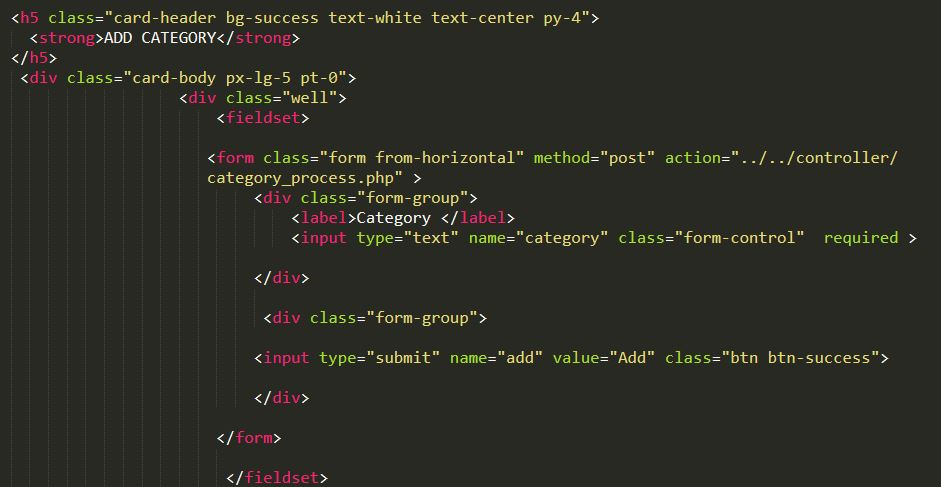 <h5 class="card-header bg-success text-white text-center py-4">
<strong>ADD CATEGORY</strong>
</h5>
<div class="card-body px-lg-5 pt-0">
<div class="well">
<fieldset>
<form class="form from-horizontal" method="post" action="../../controller/
category_process.php" >
<div class="form-group">
<label>Category </label>
<input type="text" name="category" class="form-control"  required >
</div>
<div class="form-group">
<input type="submit" name="add" value="Add" class="btn btn-success">
</div>
</form>
</fieldset>